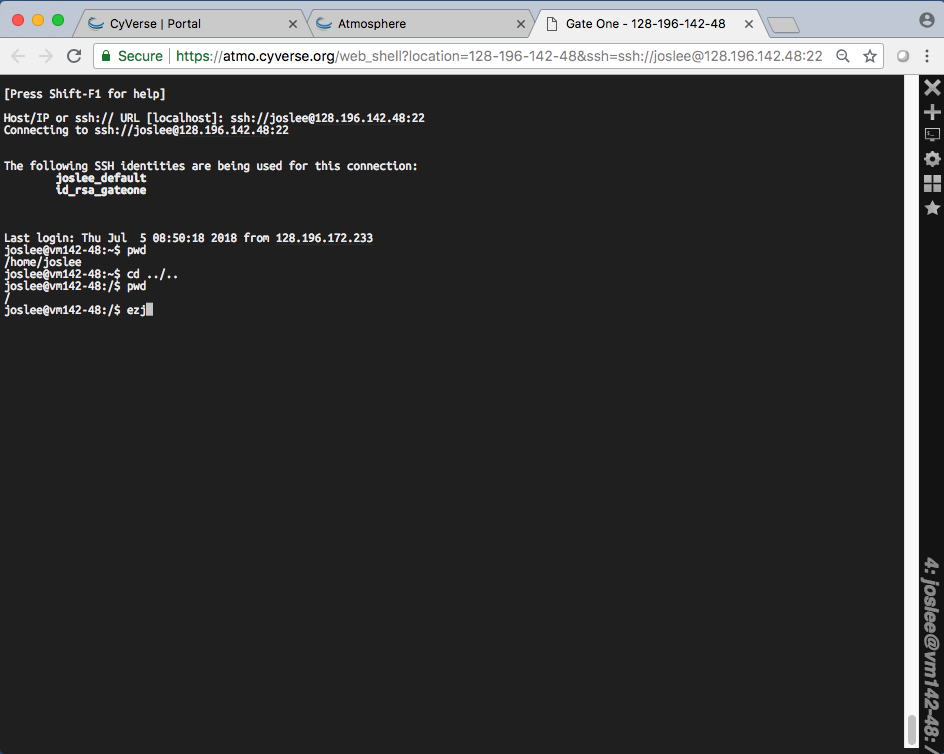 CyVerse | Portal
Atmosphere
Gate One - 128-196-142-48
Secure
https://atmo.cyverse.org/web_shell?location=128-196-142-48&ssh=ssh://joslee@128.196.142.48:22
[Press Shift-F1 for help]
Host/IP or ssh:// URL [localhost]: ssh://joslee@128.196.142.48:22
Connecting to ssh://joslee@128.196.142.48:22
The following SSH identities are being used for this connection:
joslee_default
id_rsa_gateone
Last login: Thu Jul  5 08:50:18 2018 from 128.196.172.233
joslee@vm142-48:~$ pwd
/home/joslee
joslee@vm142-48:~$ cd ../..
joslee@vm142-48:/$ pwd
/
joslee@vm142-48:/$ ezj
4: joslee@vm142-48: /